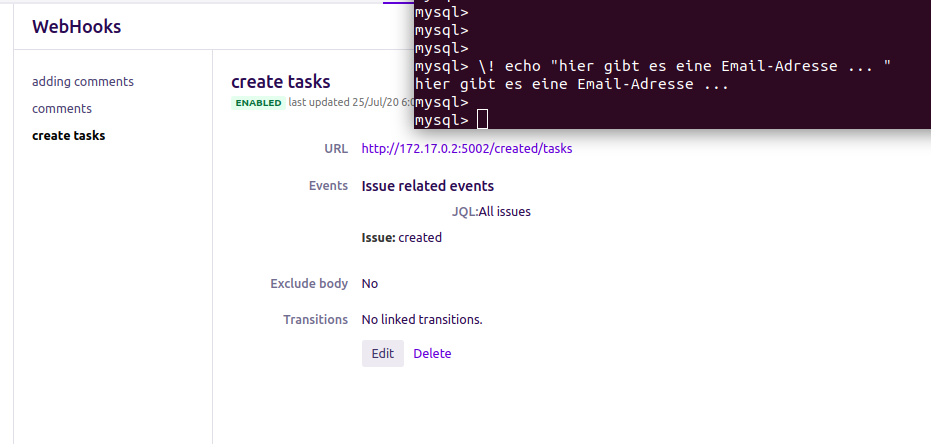 WebHooks
adding comments
comments
create tasks
create tasks
ENABLED last updated 25/Jul/20
URL http://172.17.0.2:5002/created/tasks
Events Issue related events
JQL:All issues
Issue: created
Exclude body No
Transitions No linked transitions.
Edit Delete
mysql>
mysql>
mysql>
mysql> \! echo "hier gibt es eine Email-Adresse ... "
hier gibt es eine Email-Adresse ...
mysql>
mysql>